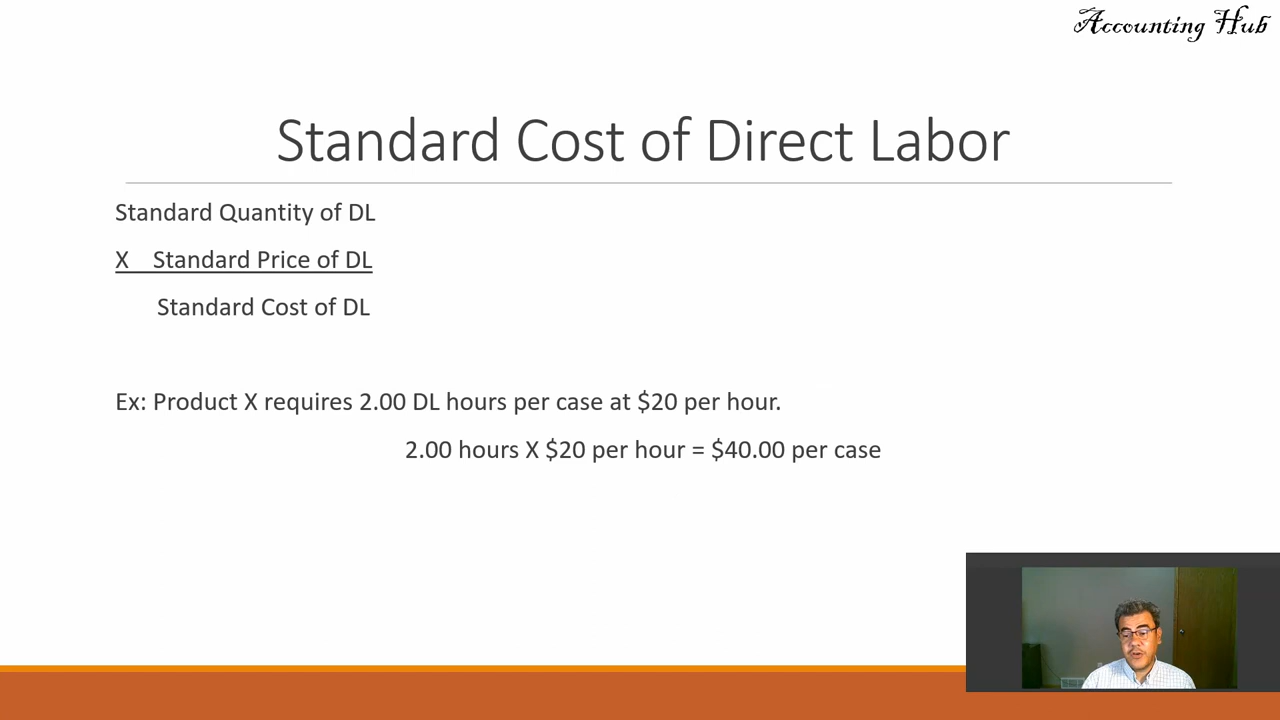 Accounting Hub
Standard Cost of Direct Labor
Standard Quantity of DL
X Standard Price of DL
Standard Cost of DL
Ex: Product X requires 2.00 DL hours per case at $20 per hour.
2.00 hours X $20 per hour = $40.00 per case